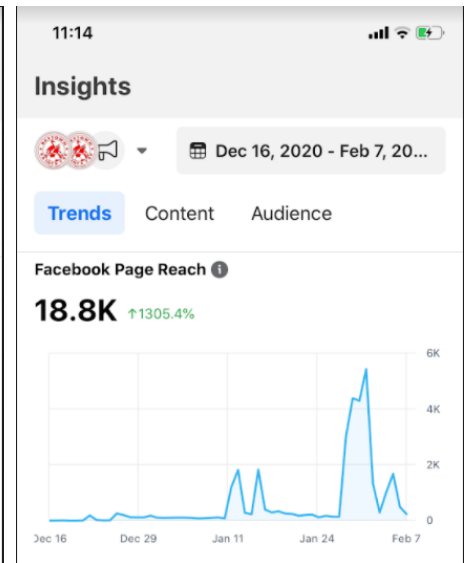 11:14
Insights
Dec 16, 2020 - Feb 7, 20...
Trends Content Audience
Facebook Page Reach
18.8K ↑1305.4%
6K
4K
2K
0
Dec 16 Dec 29 Jan 11 Jan 24 Feb 7